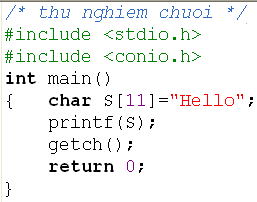 /* thu nghiem chuoi */
#include <stdio.h>
#include <conio.h>
int main()
{    char S[11]="Hello";
     printf(S);
     getch();
     return 0;
}